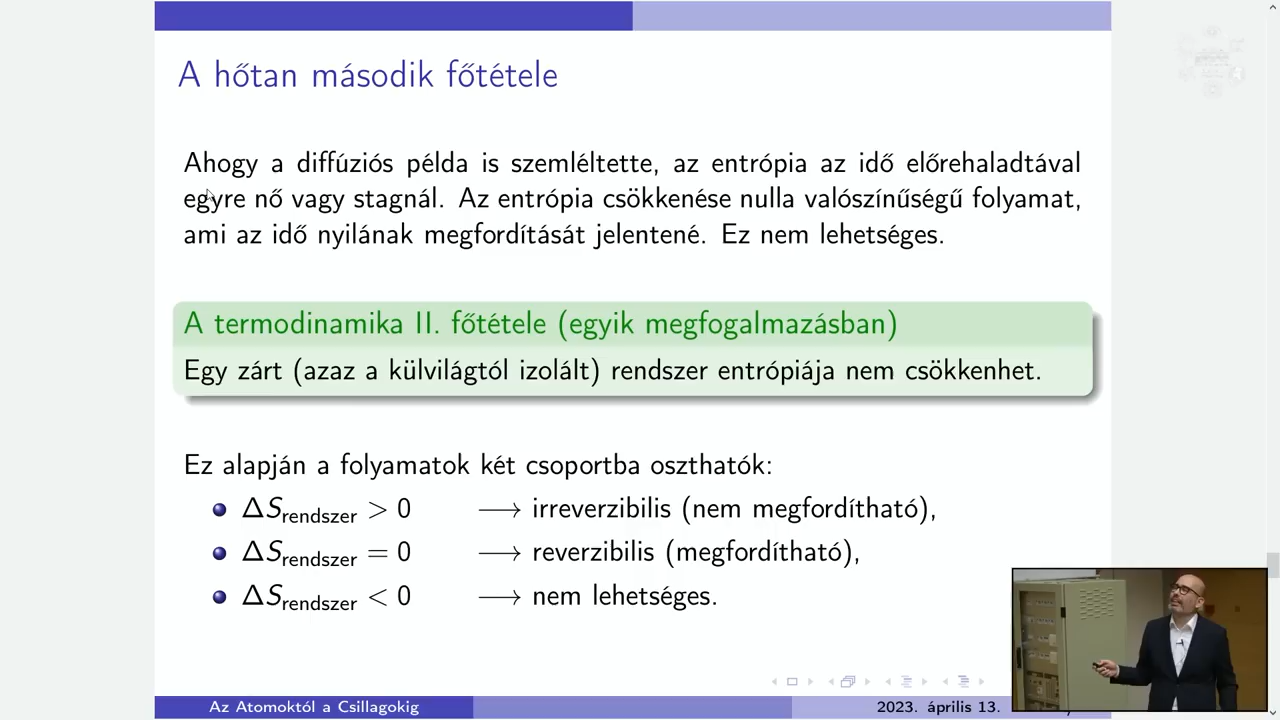 A hőtan második főtétele
Ahogy a diffúziós példa is szemléltette, az entrópia az idő előrehaladtával
egyre nő vagy stagnál. Az entrópia csökkenése nulla valószínűségű folyamat,
ami az idő nyilának megfordítását jelentené. Ez nem lehetséges.
A termodinamika II. főtétele (egyik megfogalmazásban)
Egy zárt (azaz a külvilágtól izolált) rendszer entrópiája nem csökkenhet.
Ez alapján a folyamatok két csoportba oszthatók:
ΔS_rendszer > 0 ⟶ irreverzibilis (nem megfordítható),
ΔS_rendszer = 0 ⟶ reverzibilis (megfordítható),
ΔS_rendszer < 0 ⟶ nem lehetséges.
Az Atomoktól a Csillagokig 2023. április 13.